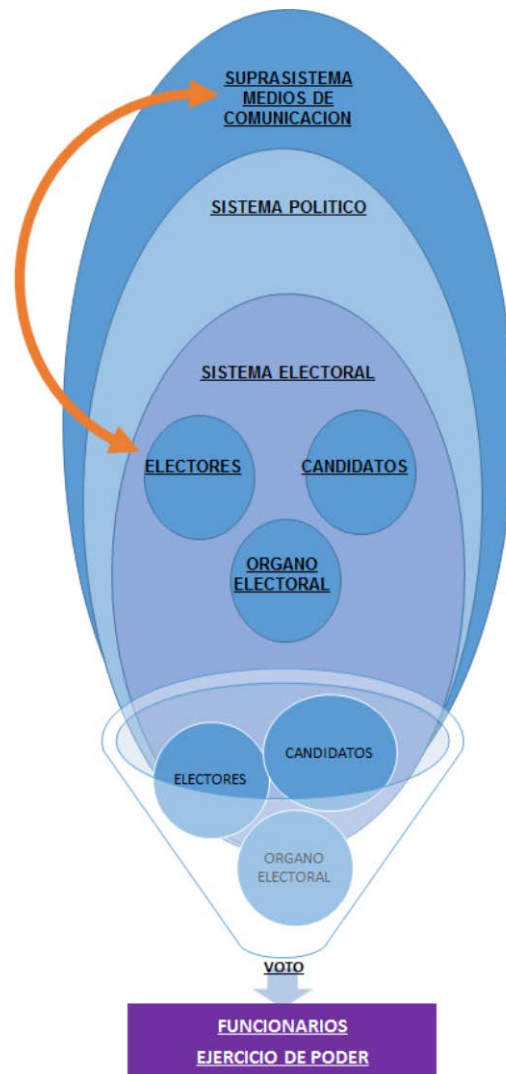 SUPRASISTEMA
MEDIOS DE
COMUNICACION
SISTEMA POLITICO
SISTEMA ELECTORAL
ELECTORES
CANDIDATOS
ORGANO
ELECTORAL
CANDIDATOS
ELECTORES
ORGANO
ELECTORAL
VOTO
FUNCIONARIOS
EJERCICIO DE PODER